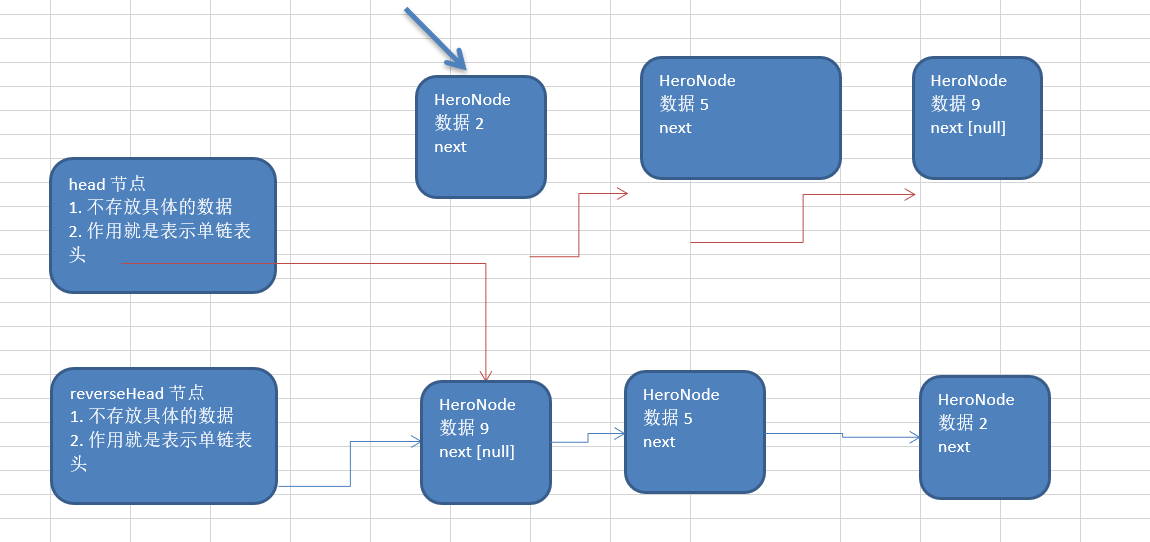 HeroNode
数据 2
next
HeroNode
数据 5
next
HeroNode
数据 9
next [null]
head 节点
1. 不存放具体的数据
2. 作用就是表示单链表
头
reverseHead 节点
1. 不存放具体的数据
2. 作用就是表示单链表
头
HeroNode
数据 9
next [null]
HeroNode
数据 5
next
HeroNode
数据 2
next